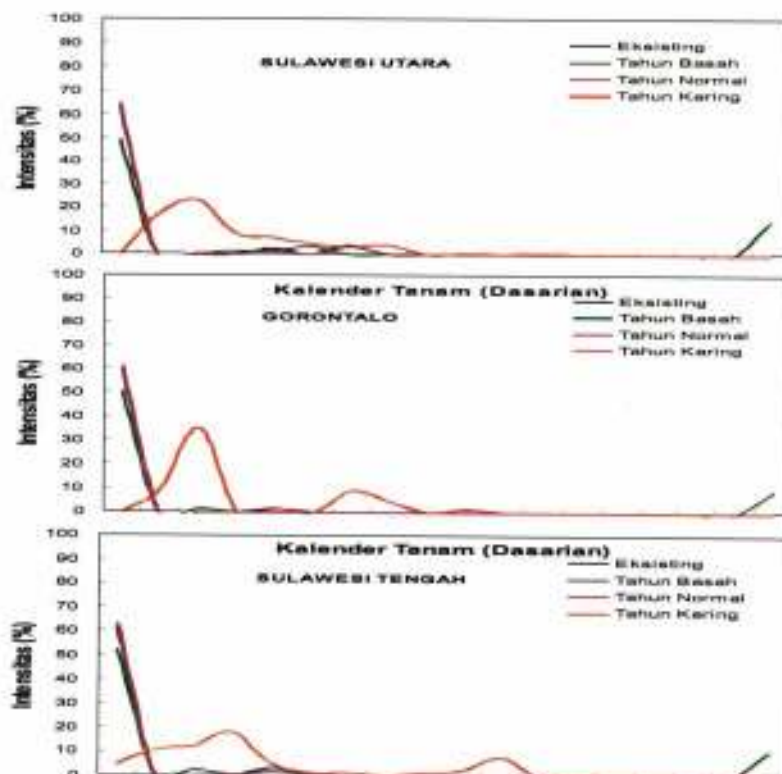 100
90
80
70
60
50
40
30
20
10
0
Intensitas (%)
SULAWESI UTARA
Eksisting
Tahun Basah
Tahun Normal
Tahun Kering
100
90
80
70
60
50
40
30
20
10
0
Intensitas (%)
Kalender Tanam (Dasarian)
GORONTALO
Eksisting
Tahun Basah
Tahun Normal
Tahun Kering
100
90
80
70
60
50
40
30
20
10
0
Intensitas (%)
Kalender Tanam (Dasarian)
SULAWESI TENGAH
Eksisting
Tahun Basah
Tahun Normal
Tahun Kering